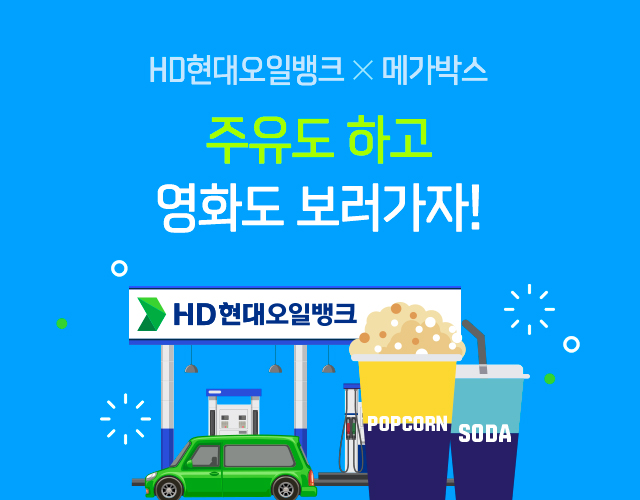 HD현대오일뱅크 × 메가박스
주유도 하고
영화도 보러가자!
HD현대오일뱅크
POPCORN
SODA